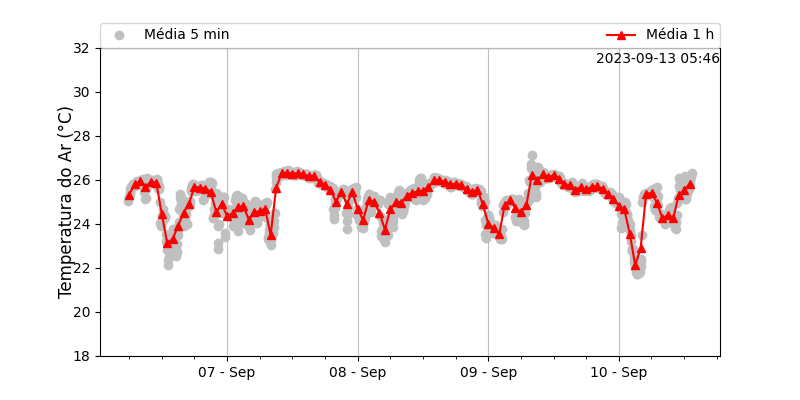 Média 5 min
Média 1 h
2023-09-13 05:46
Temperatura do Ar (°C)
32
30
28
26
24
22
20
18
07 - Sep
08 - Sep
09 - Sep
10 - Sep